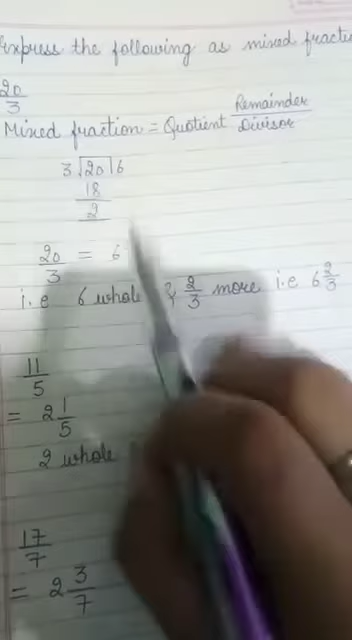 Express the following as mixed
20/3
Mixed fraction = Quotient Remainder/Divisor
3√20|6
18
2
20/3 = 6
i.e 6 whole & 2/3 more i.e 6 2/3
11/5
= 2 1/5
2 whole
17/7
= 2 3/7